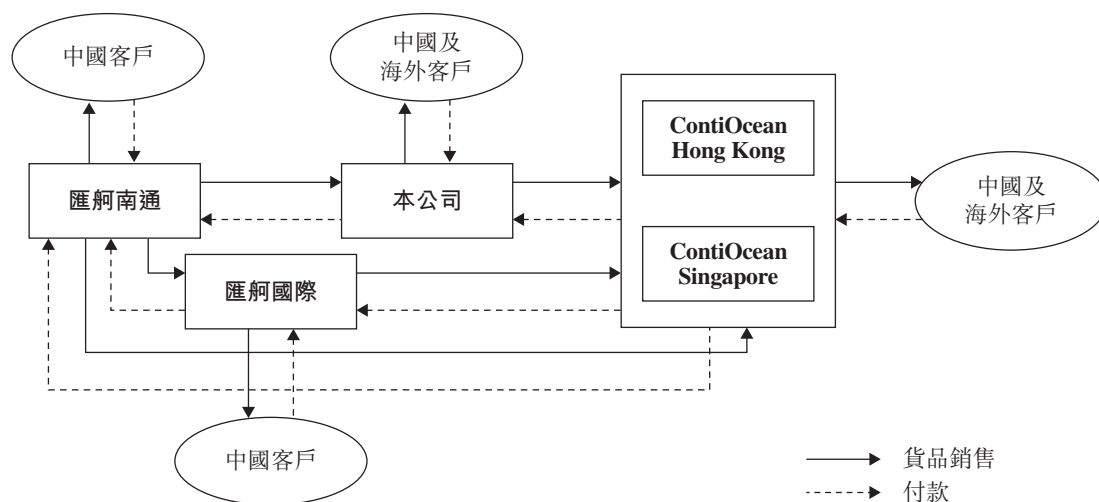 中國客戶
中國及
海外客戶
ContiOcean
Hong Kong
匯舸南通
本公司
中國及
海外客戶
ContiOcean
Singapore
匯舸國際
中國客戶
貨品銷售
付款